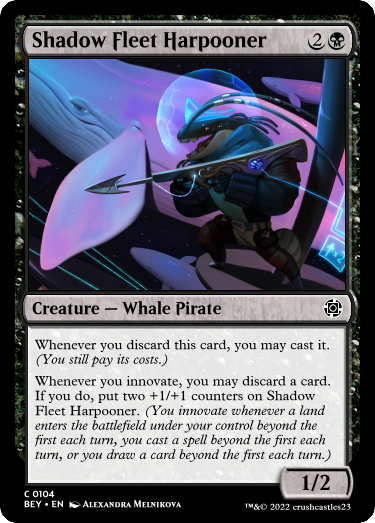 Shadow Fleet Harpooner 2
Creature — Whale Pirate
Whenever you discard this card, you may cast it.
(You still pay its costs.)
Whenever you innovate, you may discard a card.
If you do, put two +1/+1 counters on Shadow
Fleet Harpooner. (You innovate whenever a land
enters the battlefield under your control beyond the
first each turn, you cast a spell beyond the first each
turn, or you draw a card beyond the first each turn.)
1/2
C 0104
BEY • EN Alexandra Melnikova
™&© 2022 crushcastles23